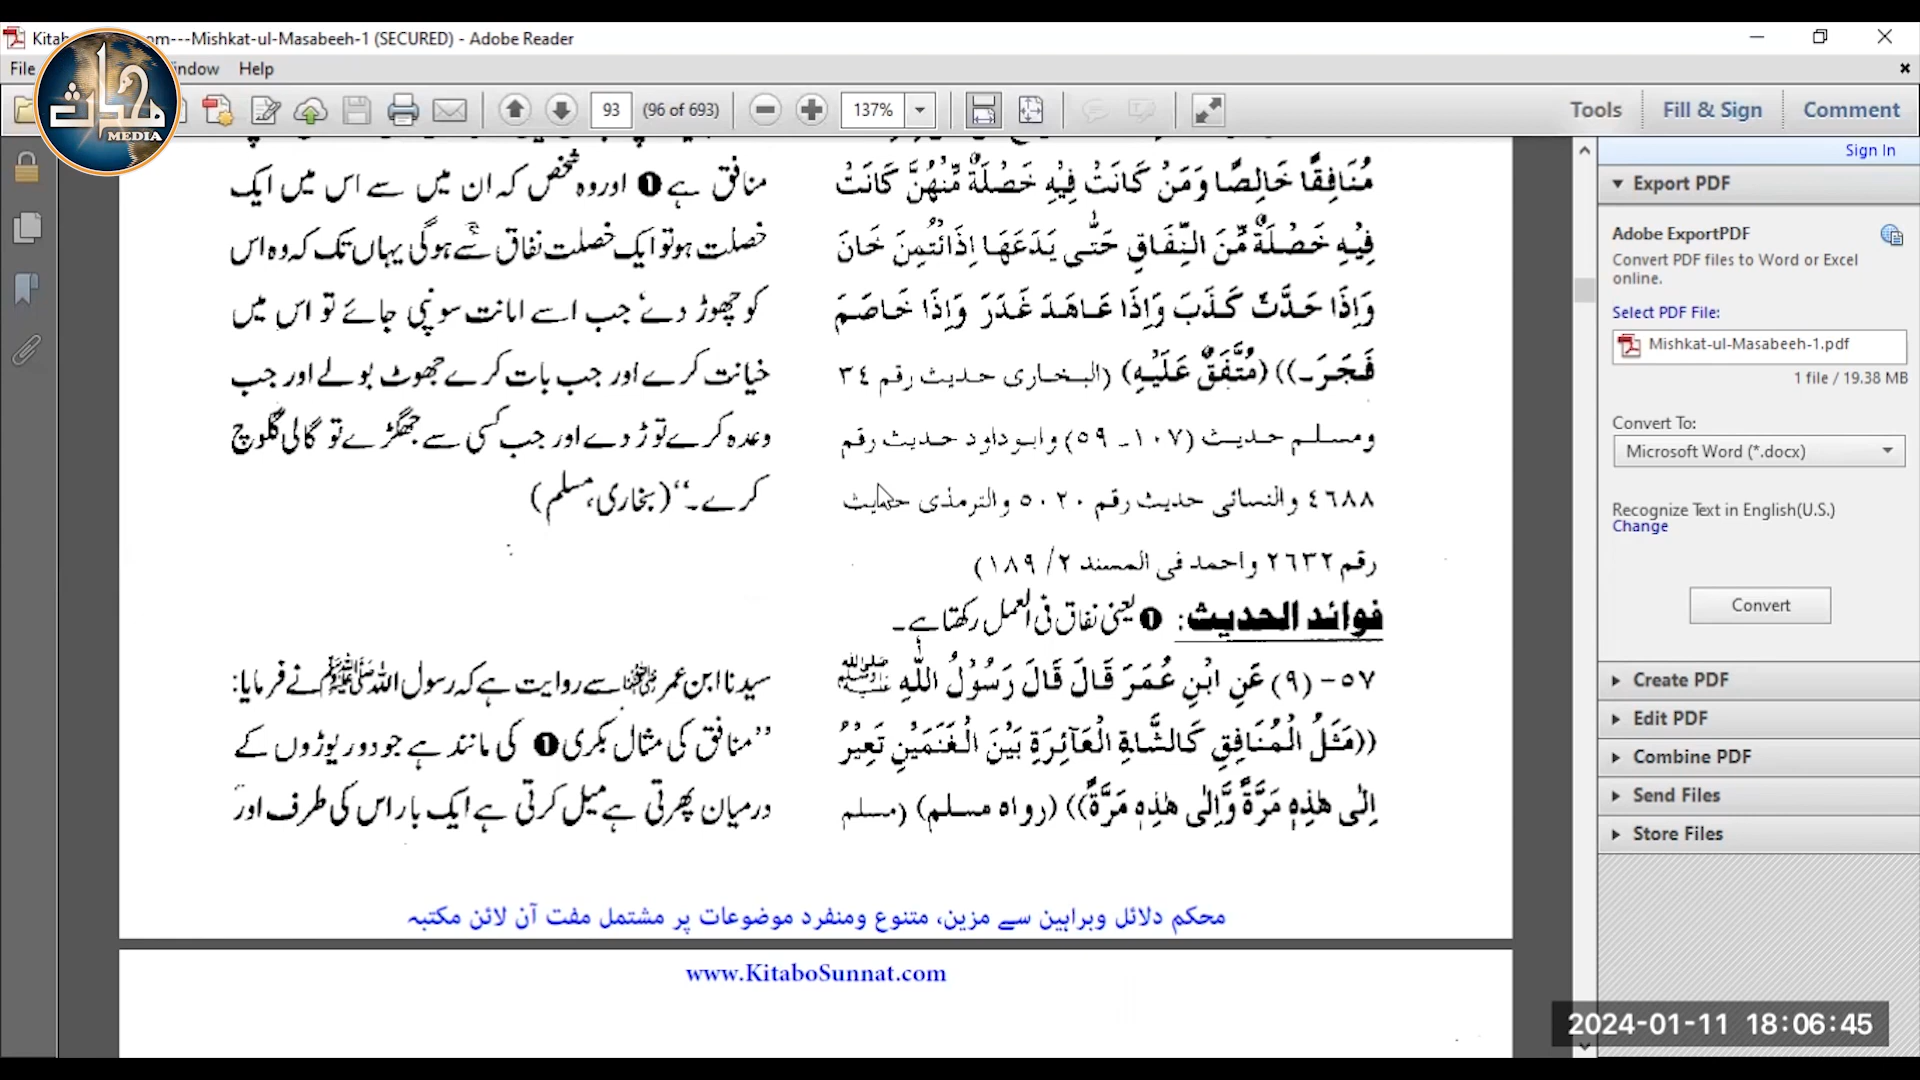 Mishkat-ul-Masabeeh-1 (SECURED) - Adobe Reader
File
Help
هدهد
MEDIA
93 (96 of 693) 137%
Tools Fill & Sign Comment
مُنَافِقًا خَالِصًا وَمَنْ كَانَتْ فِيْهِ خَصْلَةٌ مِّنْهُنَّ كَانَتْ
فِيْهِ خَصْلَةٌ مِّنَ النِّفَاقِ حَتّٰى يَدَعَهَا اِذَائْتُمِنَ خَانَ
وَاِذَا حَدَّثَ كَذَبَ وَاِذَا عَاهَدَ غَدَرَ وَاِذَا خَاصَمَ
فَجَرَ۔)) (مُتَّفَقٌ عَلَيْهِ) (البخاری حدیث رقم ٣٤
ومسلم حدیث (١٠٧۔ ٥٩) وابوداود حدیث رقم
٤٦٨٨ والنسائی حدیث رقم ٥٠٢٠ والترمذی حدیث
رقم ٢٦٣٢ واحمد فی المسند ٢/ ١٨٩)
منافق ہے ❶ اور وہ شخص کہ ان میں سے اس میں ایک
خصلت ہو تو ایک خصلت نفاق سے ہوگی یہاں تک کہ وہ اس
کو چھوڑ دے، جب اسے امانت سونپی جائے تو اس میں
خیانت کرے اور جب بات کرے جھوٹ بولے اور جب
وعدہ کرے توڑ دے اور جب کسی سے جھگڑے تو گالی گلوچ
کرے۔“ (بخاری، مسلم)
فوائد الحدیث: ❶ یعنی نفاق فی العمل رکھتا ہے۔
٥٧- (٩) عَنِ ابْنِ عُمَرَ قَالَ قَالَ رَسُوْلُ اللّٰهِ ﷺ
((مَثَلُ الْمُنَافِقِ كَالشَّاةِ الْعَآئِرَةِ بَيْنَ الْغَنَمَيْنِ تَعِيْرُ
اِلٰى هٰذِهٖ مَرَّةً وَّاِلٰى هٰذِهٖ مَرَّةً)) (رواه مسلم) (مسلم
سیدنا ابن عمر رضی اللہ عنہما سے روایت ہے کہ رسول اللہ ﷺ نے فرمایا:
’’منافق کی مثال بکری ❶ کی مانند ہے جو دو ریوڑوں کے
درمیان پھرتی ہے میل کرتی ہے ایک بار اس کی طرف اور
محکم دلائل وبراہین سے مزین، متنوع ومنفرد موضوعات پر مشتمل مفت آن لائن مکتبہ
www.KitaboSunnat.com
Sign In
Export PDF
Adobe ExportPDF
Convert PDF files to Word or Excel
online.
Select PDF File:
Mishkat-ul-Masabeeh-1.pdf
1 file / 19.38 MB
Convert To:
Microsoft Word (*.docx)
Recognize Text in English(U.S.)
Change
Convert
Create PDF
Edit PDF
Combine PDF
Send Files
Store Files
2024-01-11 18:06:45